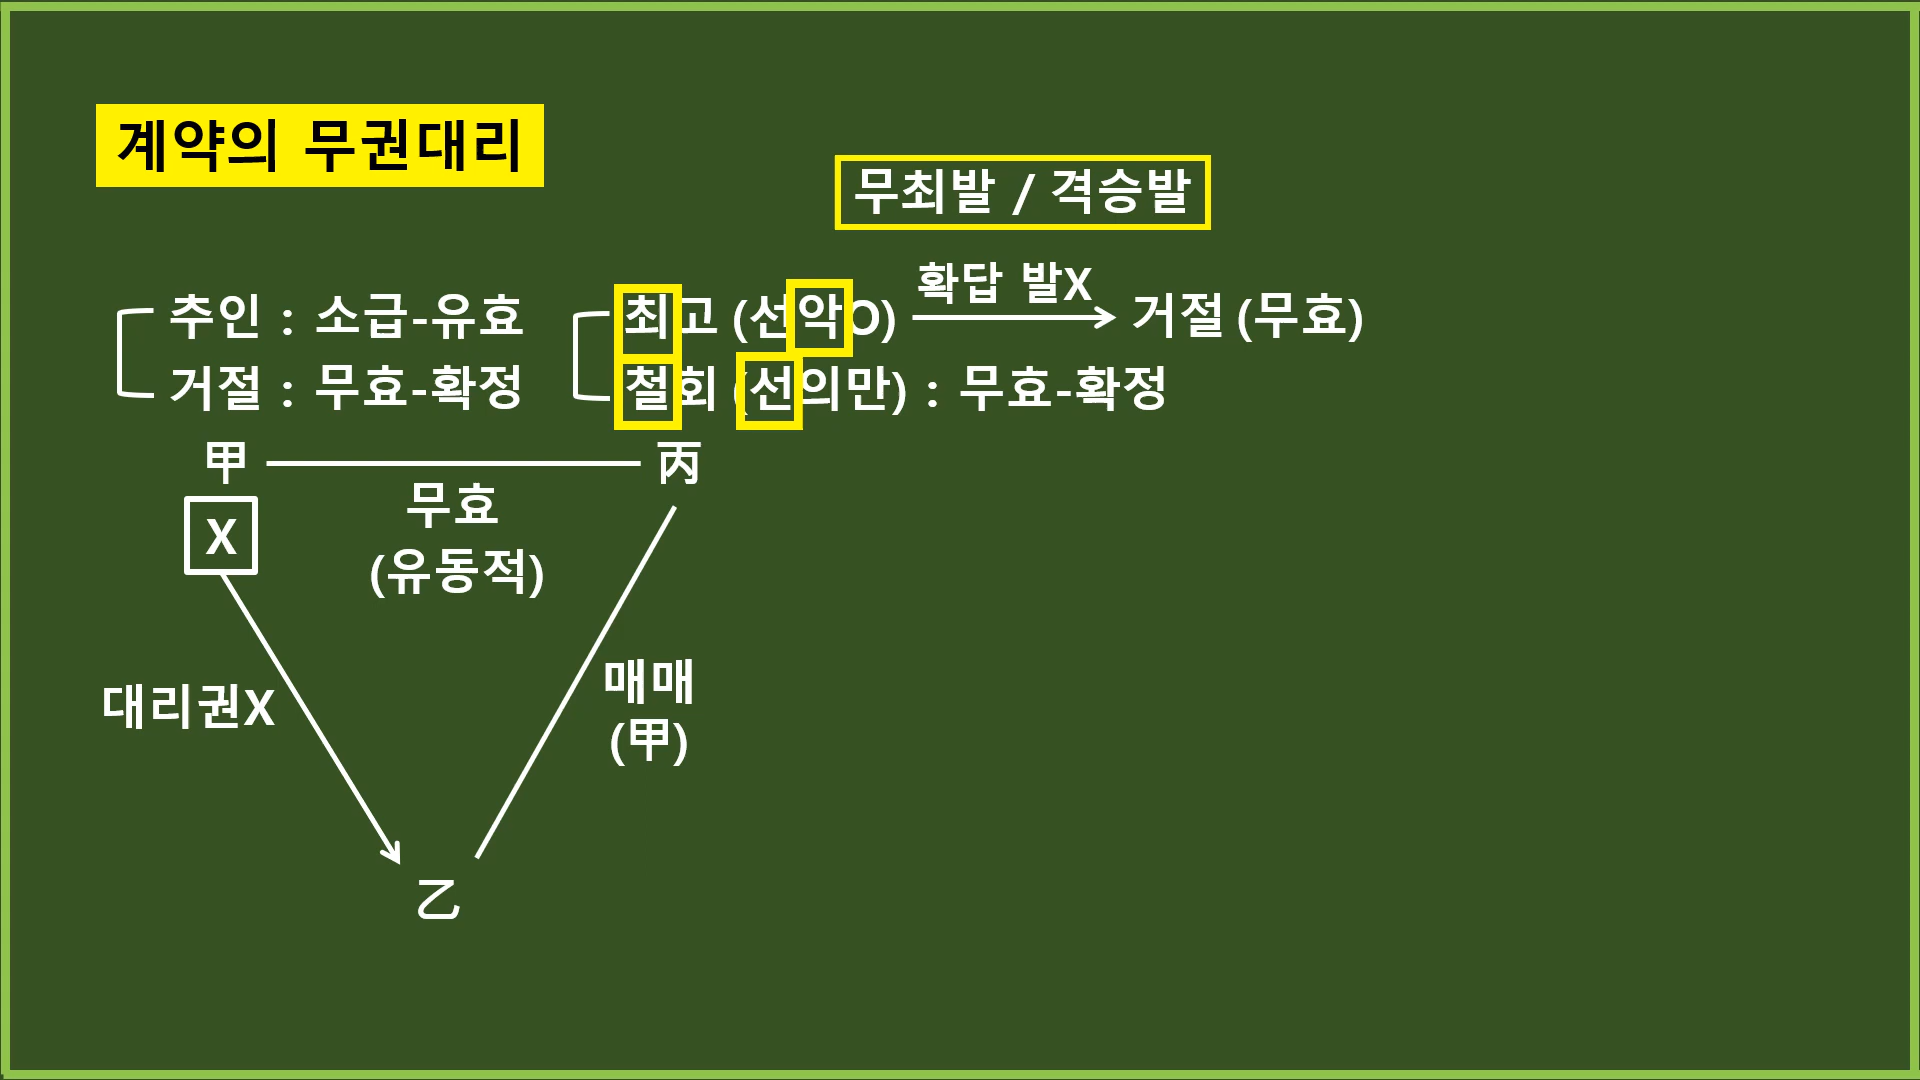 계약의 무권대리
무최발 / 격승발
추인 : 소급-유효
거절 : 무효-확정
최고 (선악O)
확답 발X
거절 (무효)
철회 (선의만) : 무효-확정
甲
丙
X
무효
(유동적)
대리권X
매매
(甲)
乙